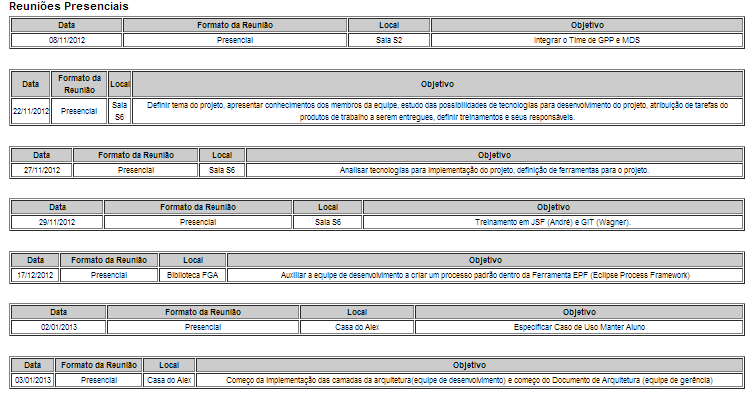 Reuniões Presenciais
Data Formato da Reunião Local Objetivo
08/11/2012 Presencial Sala S2 Integrar o Time de GPP e MDS
Data Formato da Reunião Local Objetivo
22/11/2012 Presencial Sala S6 Definir tema do projeto, apresentar conhecimentos dos membros da equipe, estudo das possibilidades de tecnologias para desenvolvimento do projeto, atribuição de tarefas do
produtos de trabalho a serem entregues, definir treinamentos e seus responsáveis.
Data Formato da Reunião Local Objetivo
27/11/2012 Presencial Sala S6 Analisar tecnologias para implementação do projeto, definição de ferramentas para o projeto.
Data Formato da Reunião Local Objetivo
29/11/2012 Presencial Sala S6 Treinamento em JSF (André) e GIT (Wagner).
Data Formato da Reunião Local Objetivo
17/12/2012 Presencial Biblioteca FGA Auxiliar a equipe de desenvolvimento a criar um processo padrão dentro da Ferramenta EPF (Eclipse Process Framework)
Data Formato da Reunião Local Objetivo
02/01/2013 Presencial Casa do Alex Especificar Caso de Uso Manter Aluno
Data Formato da Reunião Local Objetivo
03/01/2013 Presencial Casa do Alex Começo da implementação das camadas da arquitetura(equipe de desenvolvimento) e começo do Documento de Arquitetura (equipe de gerência)